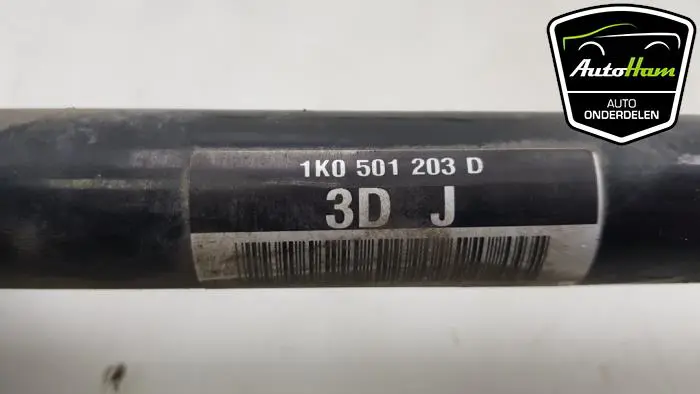 AutoHam
AUTO
ONDERDELEN
1K0 501 203 D
3D J